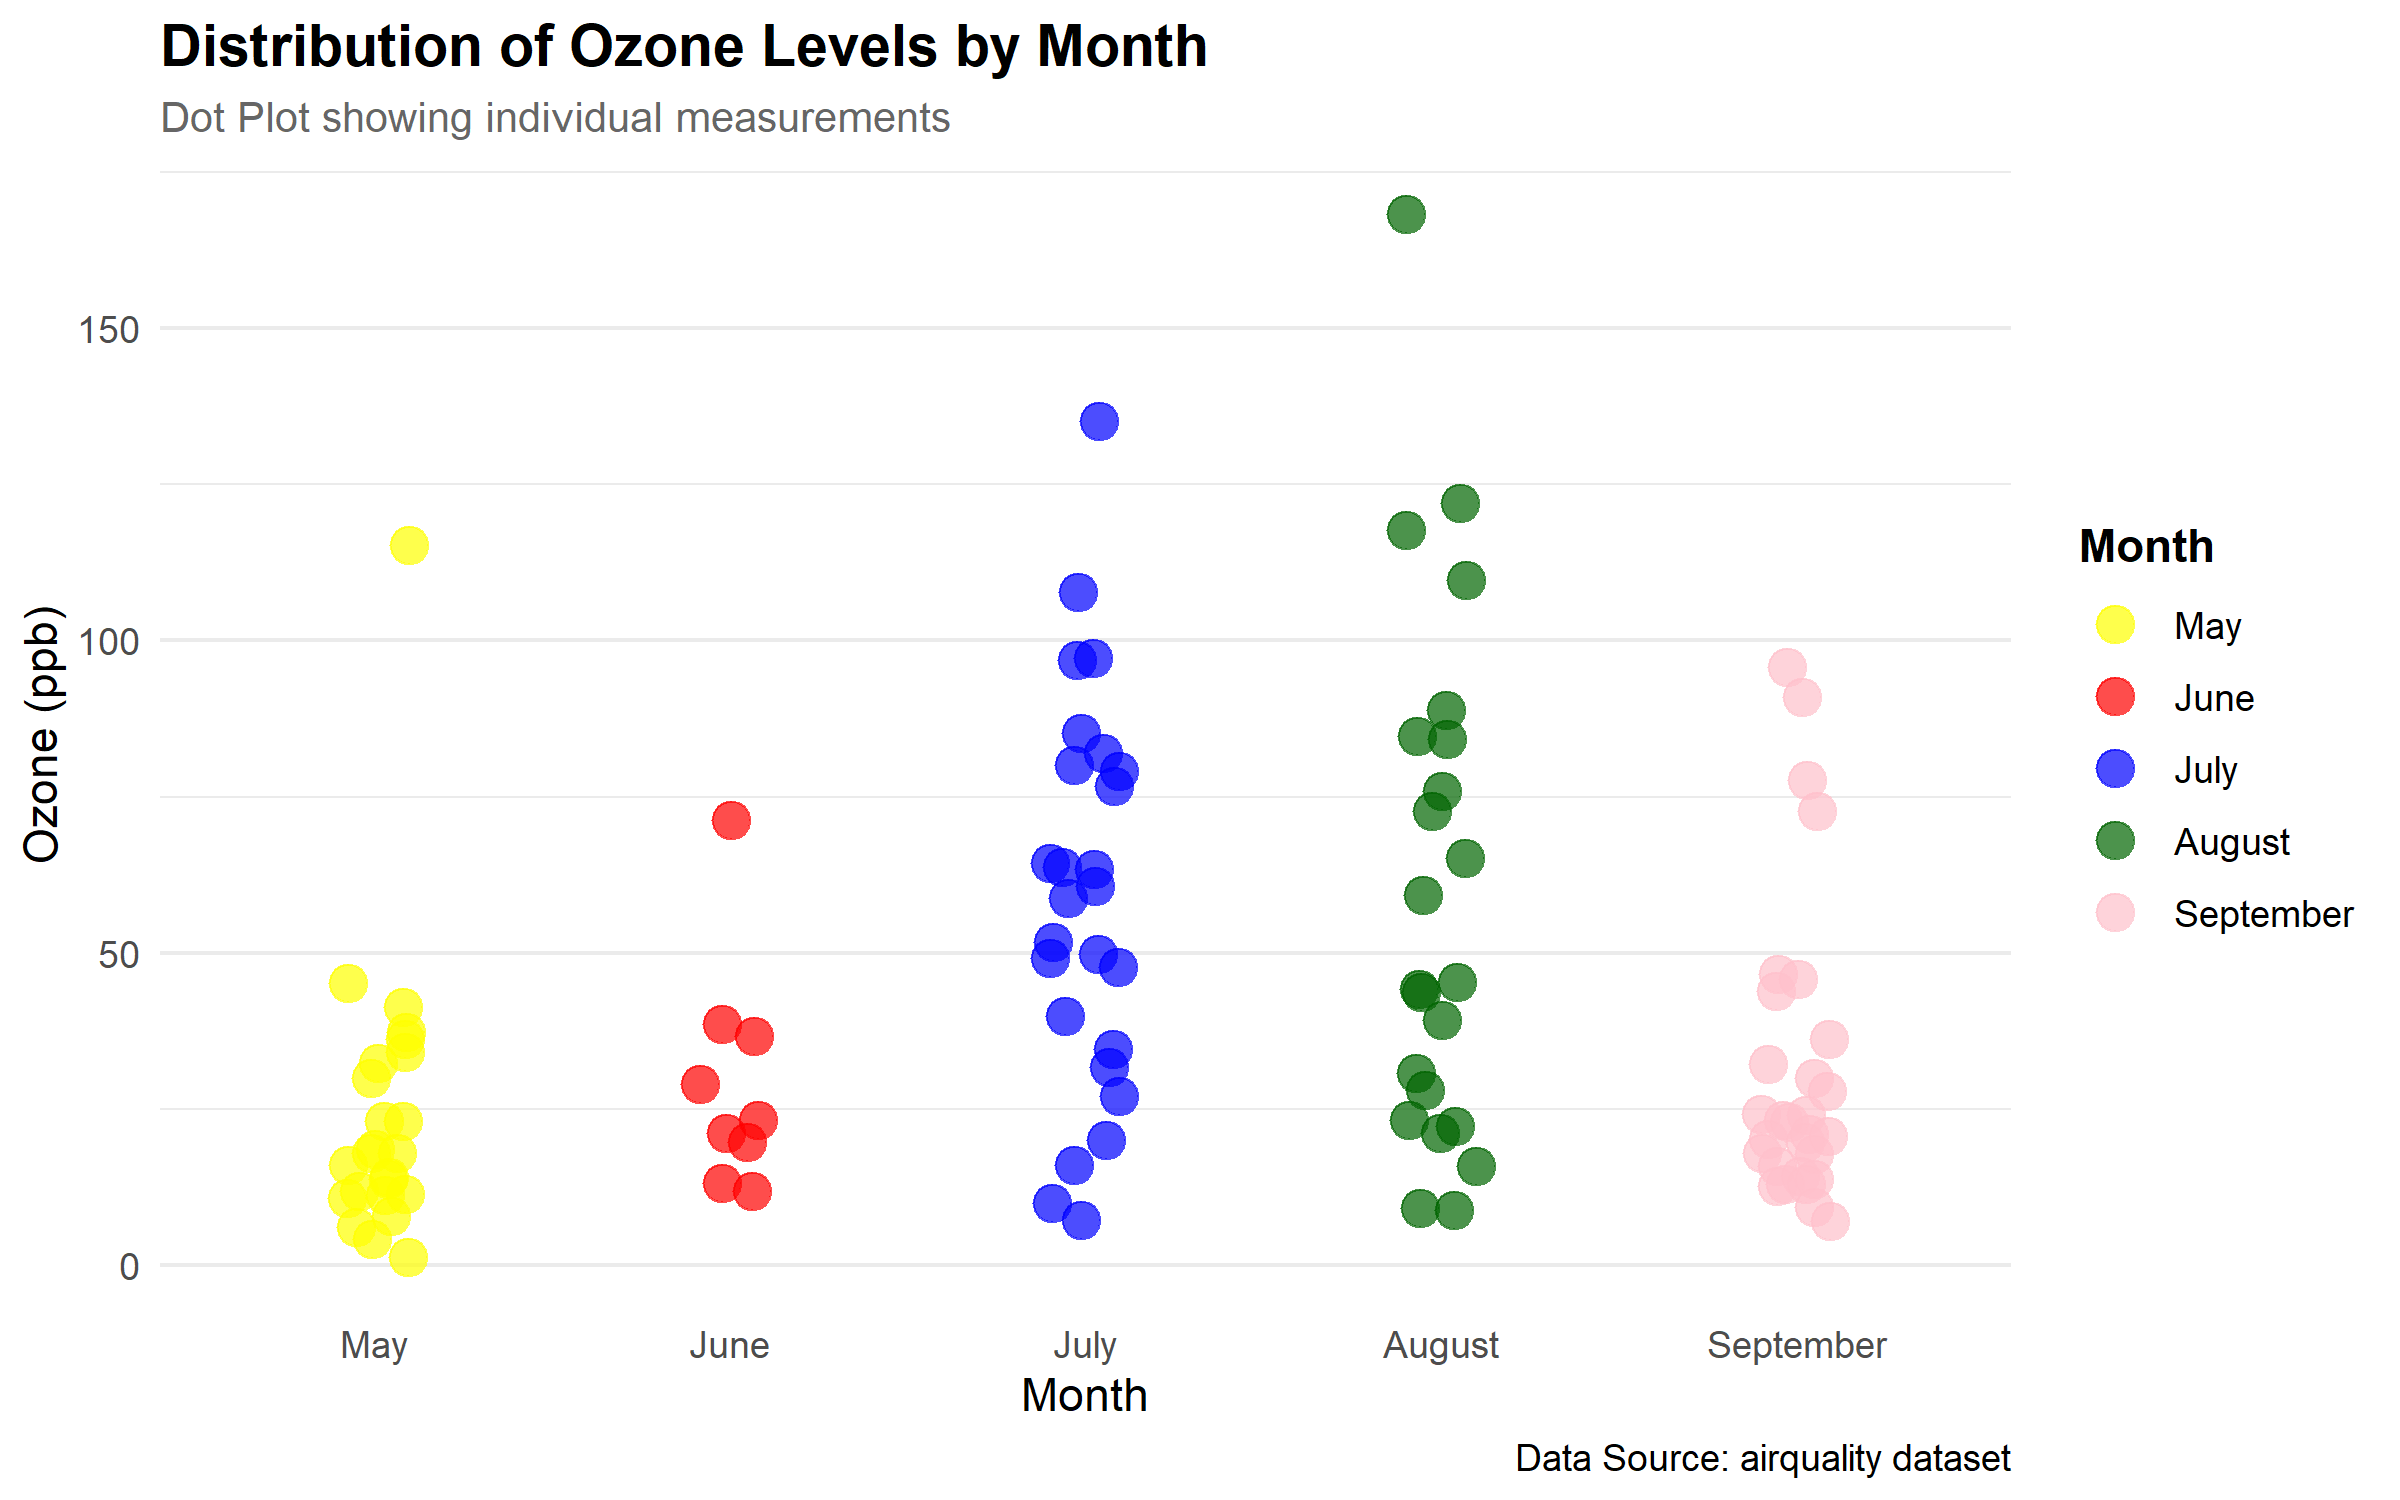 Distribution of Ozone Levels by Month
Dot Plot showing individual measurements
Ozone (ppb)
150
100
50
0
May June July August September
Month
Month
May
June
July
August
September
Data Source: airquality dataset